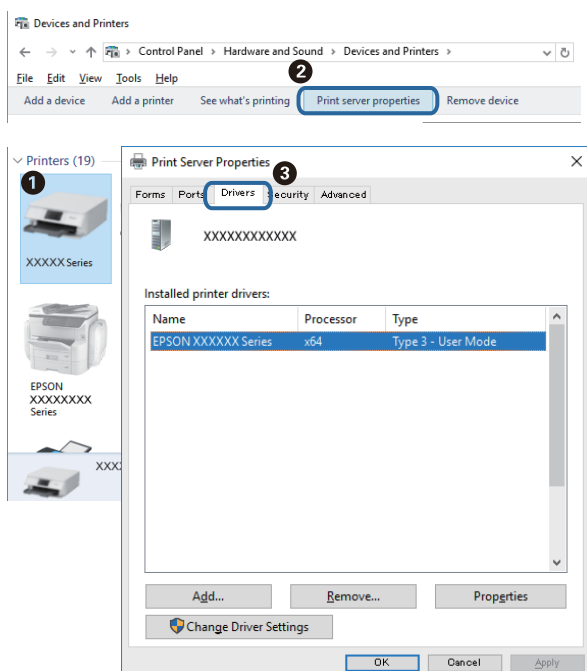 Devices and Printers
Control Panel > Hardware and Sound > Devices and Printers >
2
File Edit View Tools Help
Add a device Add a printer See what's printing Print server properties Remove device
Printers (19)
1
XXXXX Series
EPSON
XXXXXXXX
Series
XXX
Print Server Properties
3
Forms Ports Drivers Security Advanced
XXXXXXXXXXXX
Installed printer drivers:
Name Processor Type
EPSON XXXXXX Series x64 Type 3 - User Mode
Add... Remove... Properties
Change Driver Settings
OK Cancel Apply